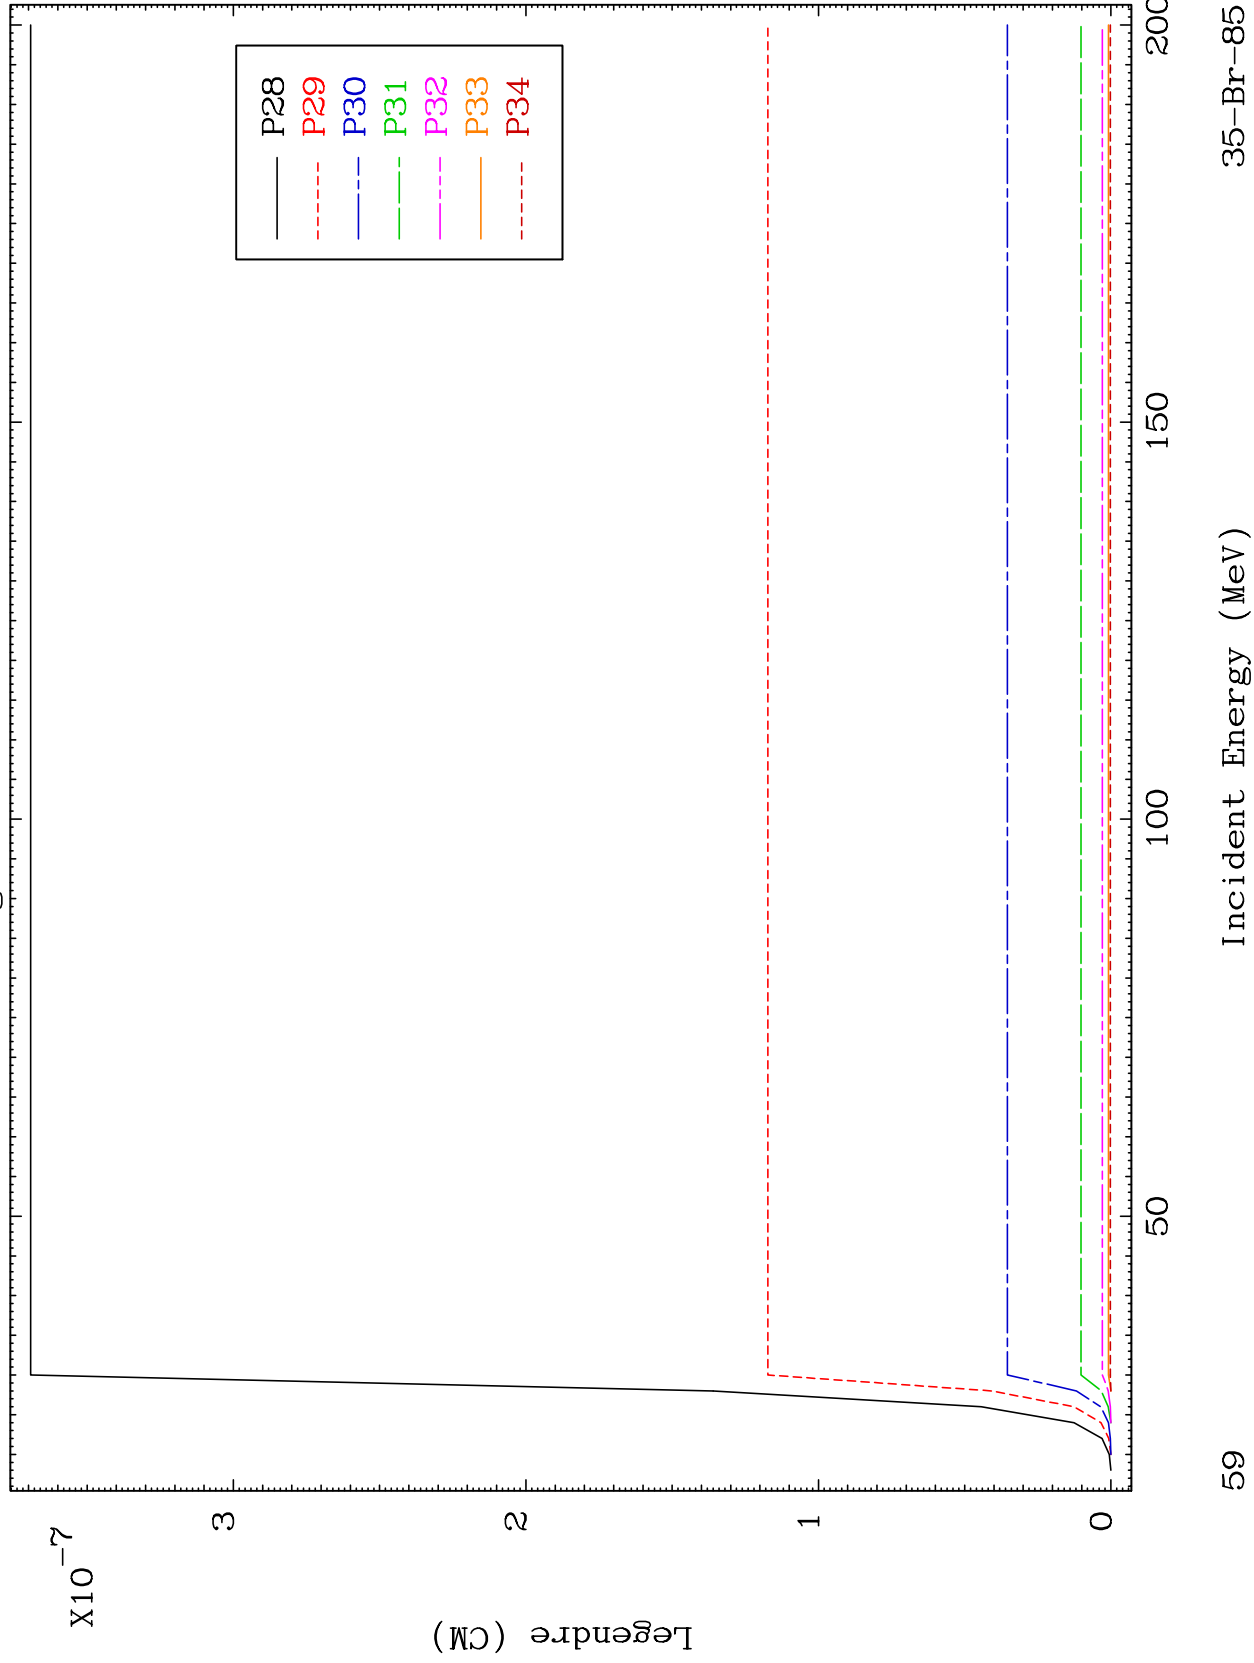 X10^-7
Legendre (CM)
3
2
1
0
P28
P29
P30
P31
P32
P33
P34
50
100
150
200
Incident Energy (MeV)
59
35-Br-85